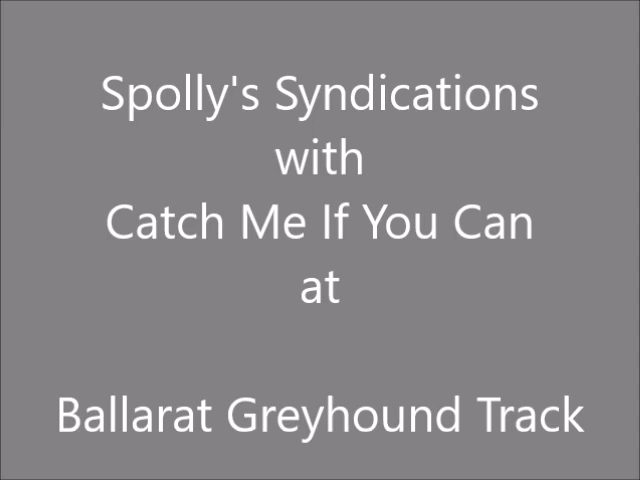 Spolly's Syndications
with
Catch Me If You Can
at
Ballarat Greyhound Track